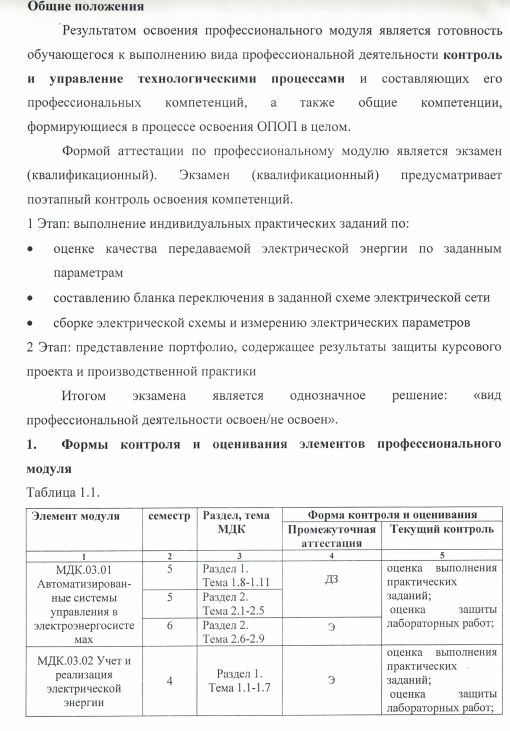 Общие положения
Результатом освоения профессионального модуля является готовность
обучающегося к выполнению вида профессиональной деятельности контроль
и управление технологическими процессами и составляющих его
профессиональных компетенций, а также общие компетенции,
формирующиеся в процессе освоения ОПОП в целом.
Формой аттестации по профессиональному модулю является экзамен
(квалификационный). Экзамен (квалификационный) предусматривает
поэтапный контроль освоения компетенций.
1 Этап: выполнение индивидуальных практических заданий по:
• оценке качества передаваемой электрической энергии по заданным
параметрам
• составлению бланка переключения в заданной схеме электрической сети
• сборке электрической схемы и измерению электрических параметров
2 Этап: представление портфолио, содержащее результаты защиты курсового
проекта и производственной практики
Итогом экзамена является однозначное решение: «вид
профессиональной деятельности освоен/не освоен».
1. Формы контроля и оценивания элементов профессионального
модуля
Таблица 1.1.
Элемент модуля
семестр
Раздел, тема
МДК
Форма контроля и оценивания
Промежуточная
аттестация
Текущий контроль
1
2
3
4
5
МДК.03.01
Автоматизирован-
ные системы
управления в
электроэнергосисте
мах
5
Раздел 1.
Тема 1.8-1.11
5
Раздел 2.
Тема 2.1-2.5
ДЗ
6
Раздел 2.
Тема 2.6-2.9
Э
оценка выполнения
практических
заданий;
оценка защиты
лабораторных работ;
МДК.03.02 Учет и
реализация
электрической
энергии
4
Раздел 1.
Тема 1.1-1.7
Э
оценка выполнения
практических
заданий;
оценка защиты
лабораторных работ;